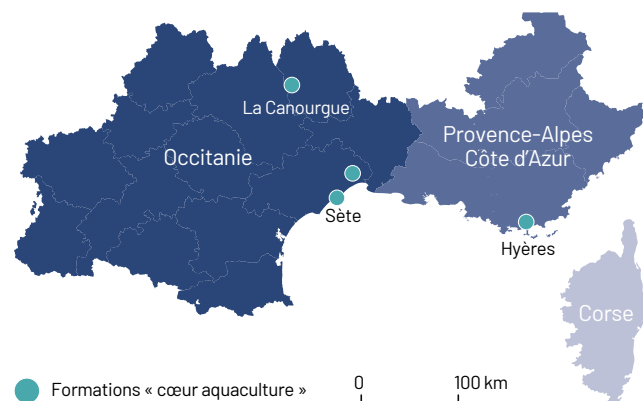 La Canourgue
Provence-Alpes
Côte d'Azur
Occitanie
Sète
Hyères
Corse
Formations « cœur aquaculture »
0
100 km